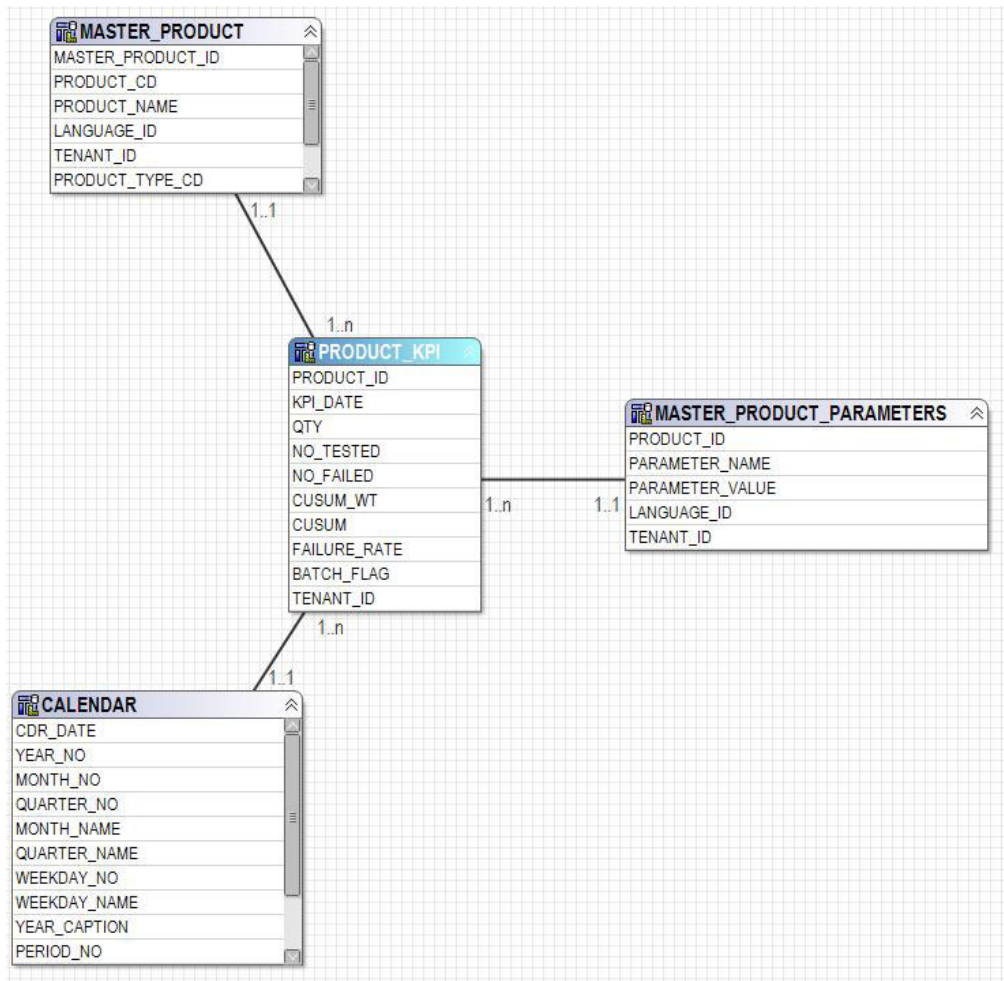 MASTER_PRODUCT
MASTER_PRODUCT_ID
PRODUCT_CD
PRODUCT_NAME
LANGUAGE_ID
TENANT_ID
PRODUCT_TYPE_CD
1..1
1..n
PRODUCT_KPI
PRODUCT_ID
KPI_DATE
QTY
NO_TESTED
NO_FAILED
CUSUM_WT
CUSUM
FAILURE_RATE
BATCH_FLAG
TENANT_ID
1..n
1..1
MASTER_PRODUCT_PARAMETERS
PRODUCT_ID
PARAMETER_NAME
PARAMETER_VALUE
LANGUAGE_ID
TENANT_ID
1..n
1..1
CALENDAR
CDR_DATE
YEAR_NO
MONTH_NO
QUARTER_NO
MONTH_NAME
QUARTER_NAME
WEEKDAY_NO
WEEKDAY_NAME
YEAR_CAPTION
PERIOD_NO